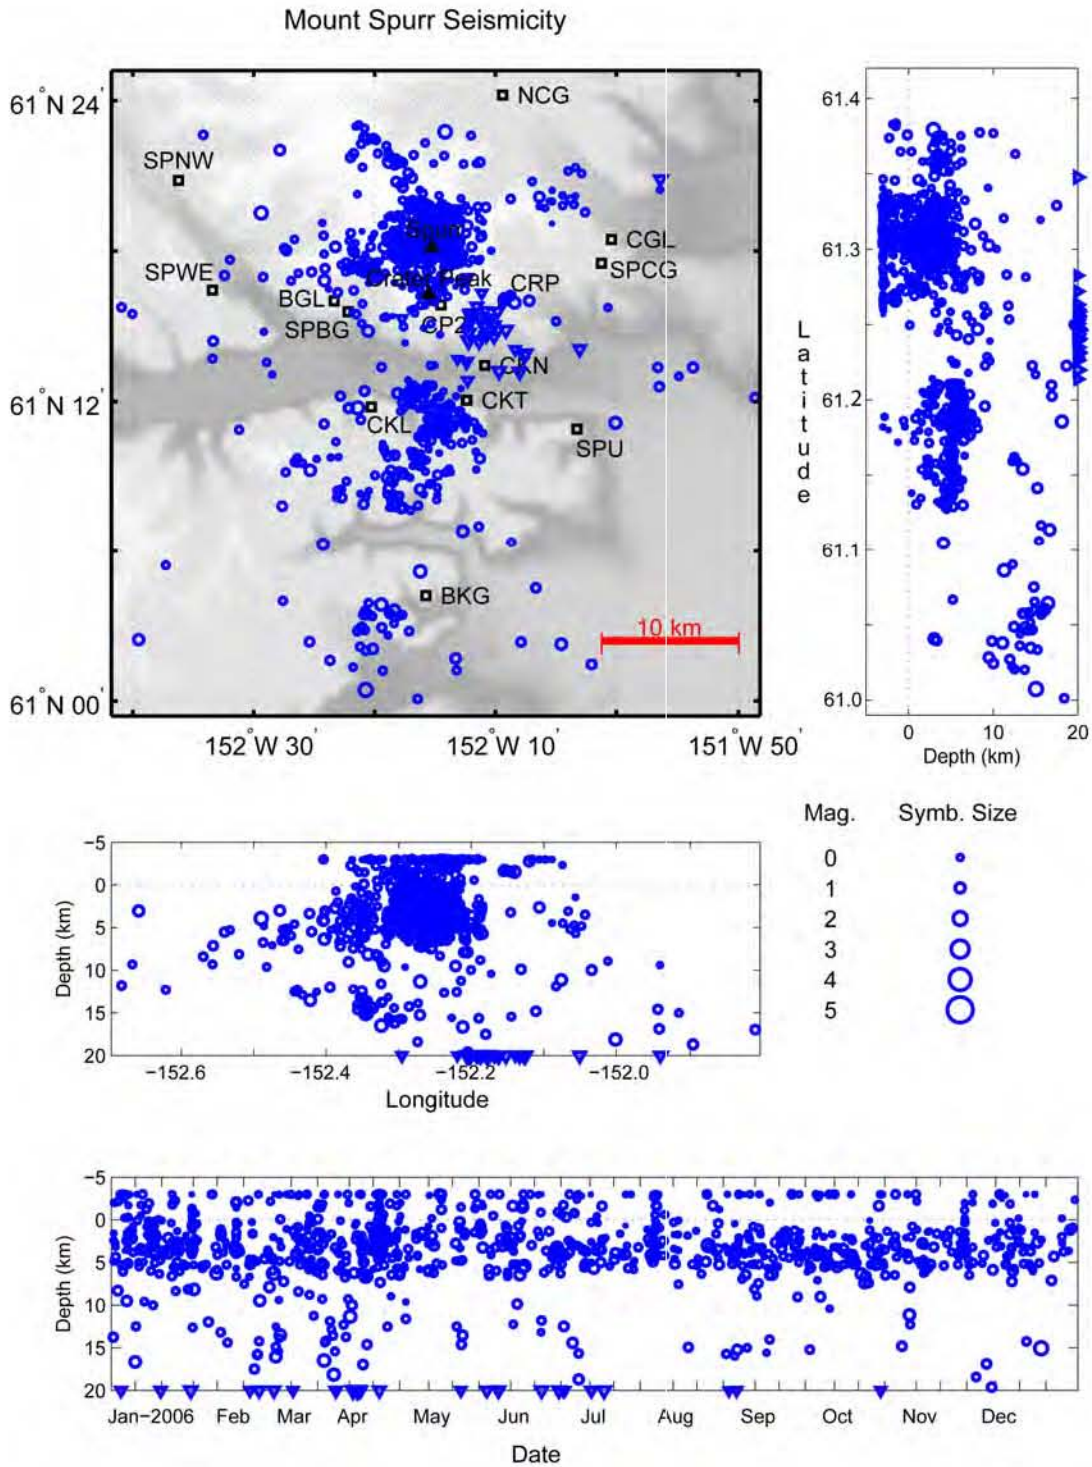 Mount Spurr Seismicity
61°N 24'
NCG
SPNW
Spurr
CGL
SPWE
SPCG
Crater Peak
CRP
BGL
CP2
SPBG
CKN
61°N 12'
CKT
CKL
SPU
BKG
10 km
61°N 00'
152°W 30'
152°W 10'
151°W 50'
61.4
61.3
61.2
61.1
61.0
Latitude
0
10
20
Depth (km)
Mag.
Symb. Size
0
1
2
3
4
5
−5
0
5
10
15
20
Depth (km)
−152.6
−152.4
−152.2
−152.0
Longitude
−5
0
5
10
15
20
Depth (km)
Jan−2006
Feb
Mar
Apr
May
Jun
Jul
Aug
Sep
Oct
Nov
Dec
Date